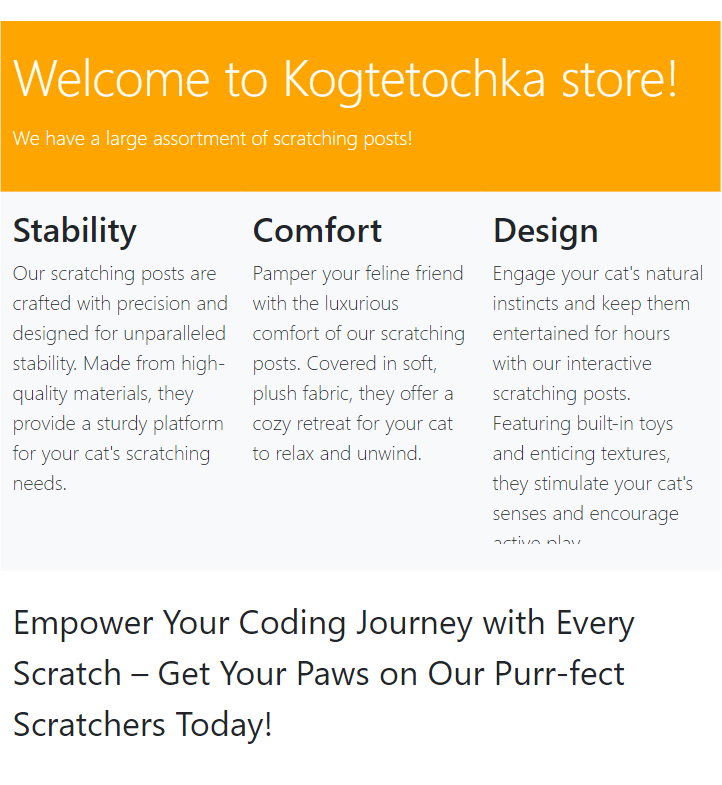 Welcome to Kogtetochka store!
We have a large assortment of scratching posts!
Stability
Our scratching posts are
crafted with precision and
designed for unparalleled
stability. Made from high-
quality materials, they
provide a sturdy platform
for your cat's scratching
needs.
Comfort
Pamper your feline friend
with the luxurious
comfort of our scratching
posts. Covered in soft,
plush fabric, they offer a
cozy retreat for your cat
to relax and unwind.
Design
Engage your cat's natural
instincts and keep them
entertained for hours
with our interactive
scratching posts.
Featuring built-in toys
and enticing textures,
they stimulate your cat's
senses and encourage
active play
Empower Your Coding Journey with Every
Scratch – Get Your Paws on Our Purr-fect
Scratchers Today!